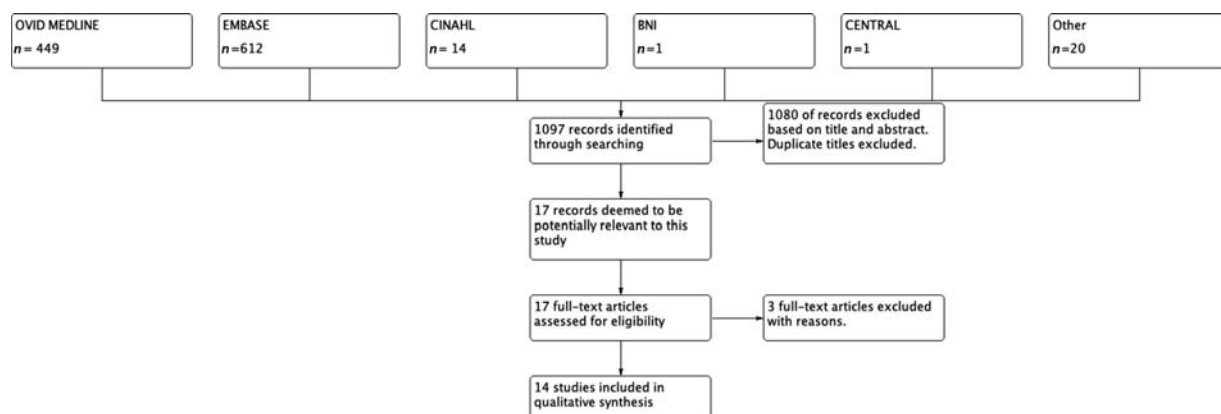 OVID MEDLINE
n= 449
EMBASE
n=612
CINAHL
n= 14
BNI
n=1
CENTRAL
n=1
Other
n=20
1097 records identified
through searching
1080 of records excluded
based on title and abstract.
Duplicate titles excluded.
17 records deemed to be
potentially relevant to this
study
17 full-text articles
assessed for eligibility
3 full-text articles excluded
with reasons.
14 studies included in
qualitative synthesis